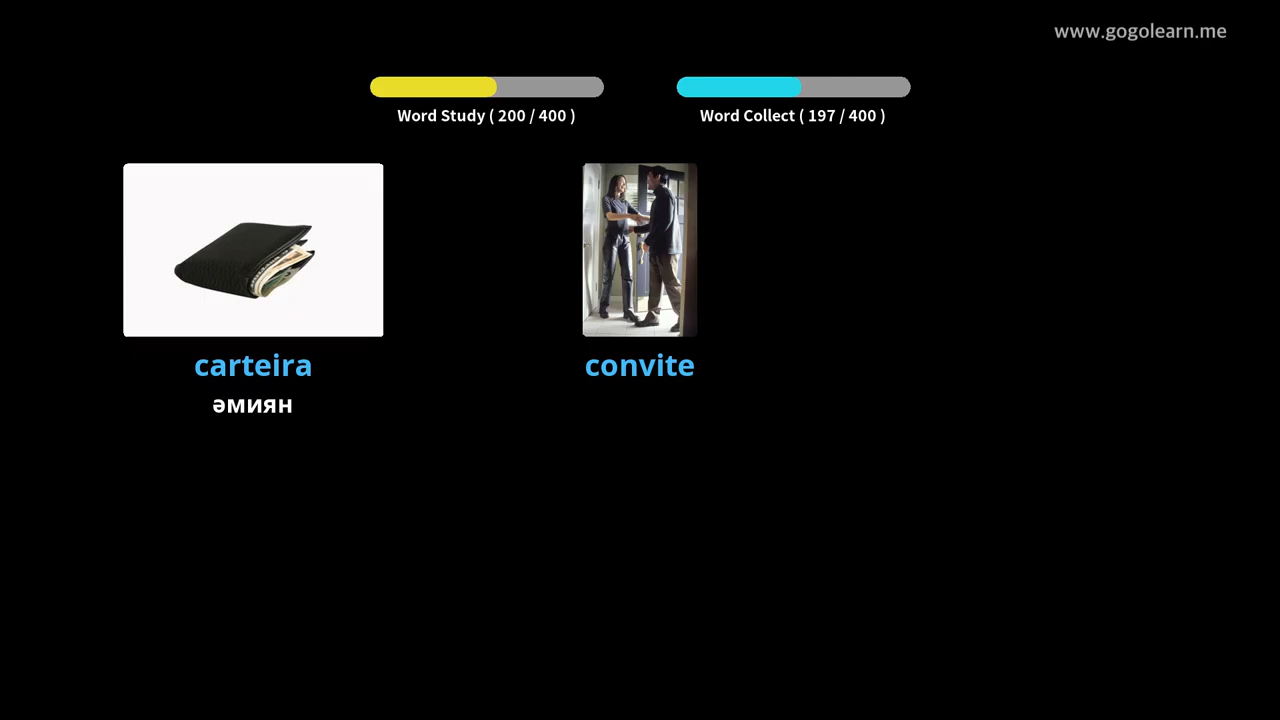 www.gogolearn.me
Word Study ( 200 / 400 )
Word Collect ( 197 / 400 )
carteira
әмиян
convite